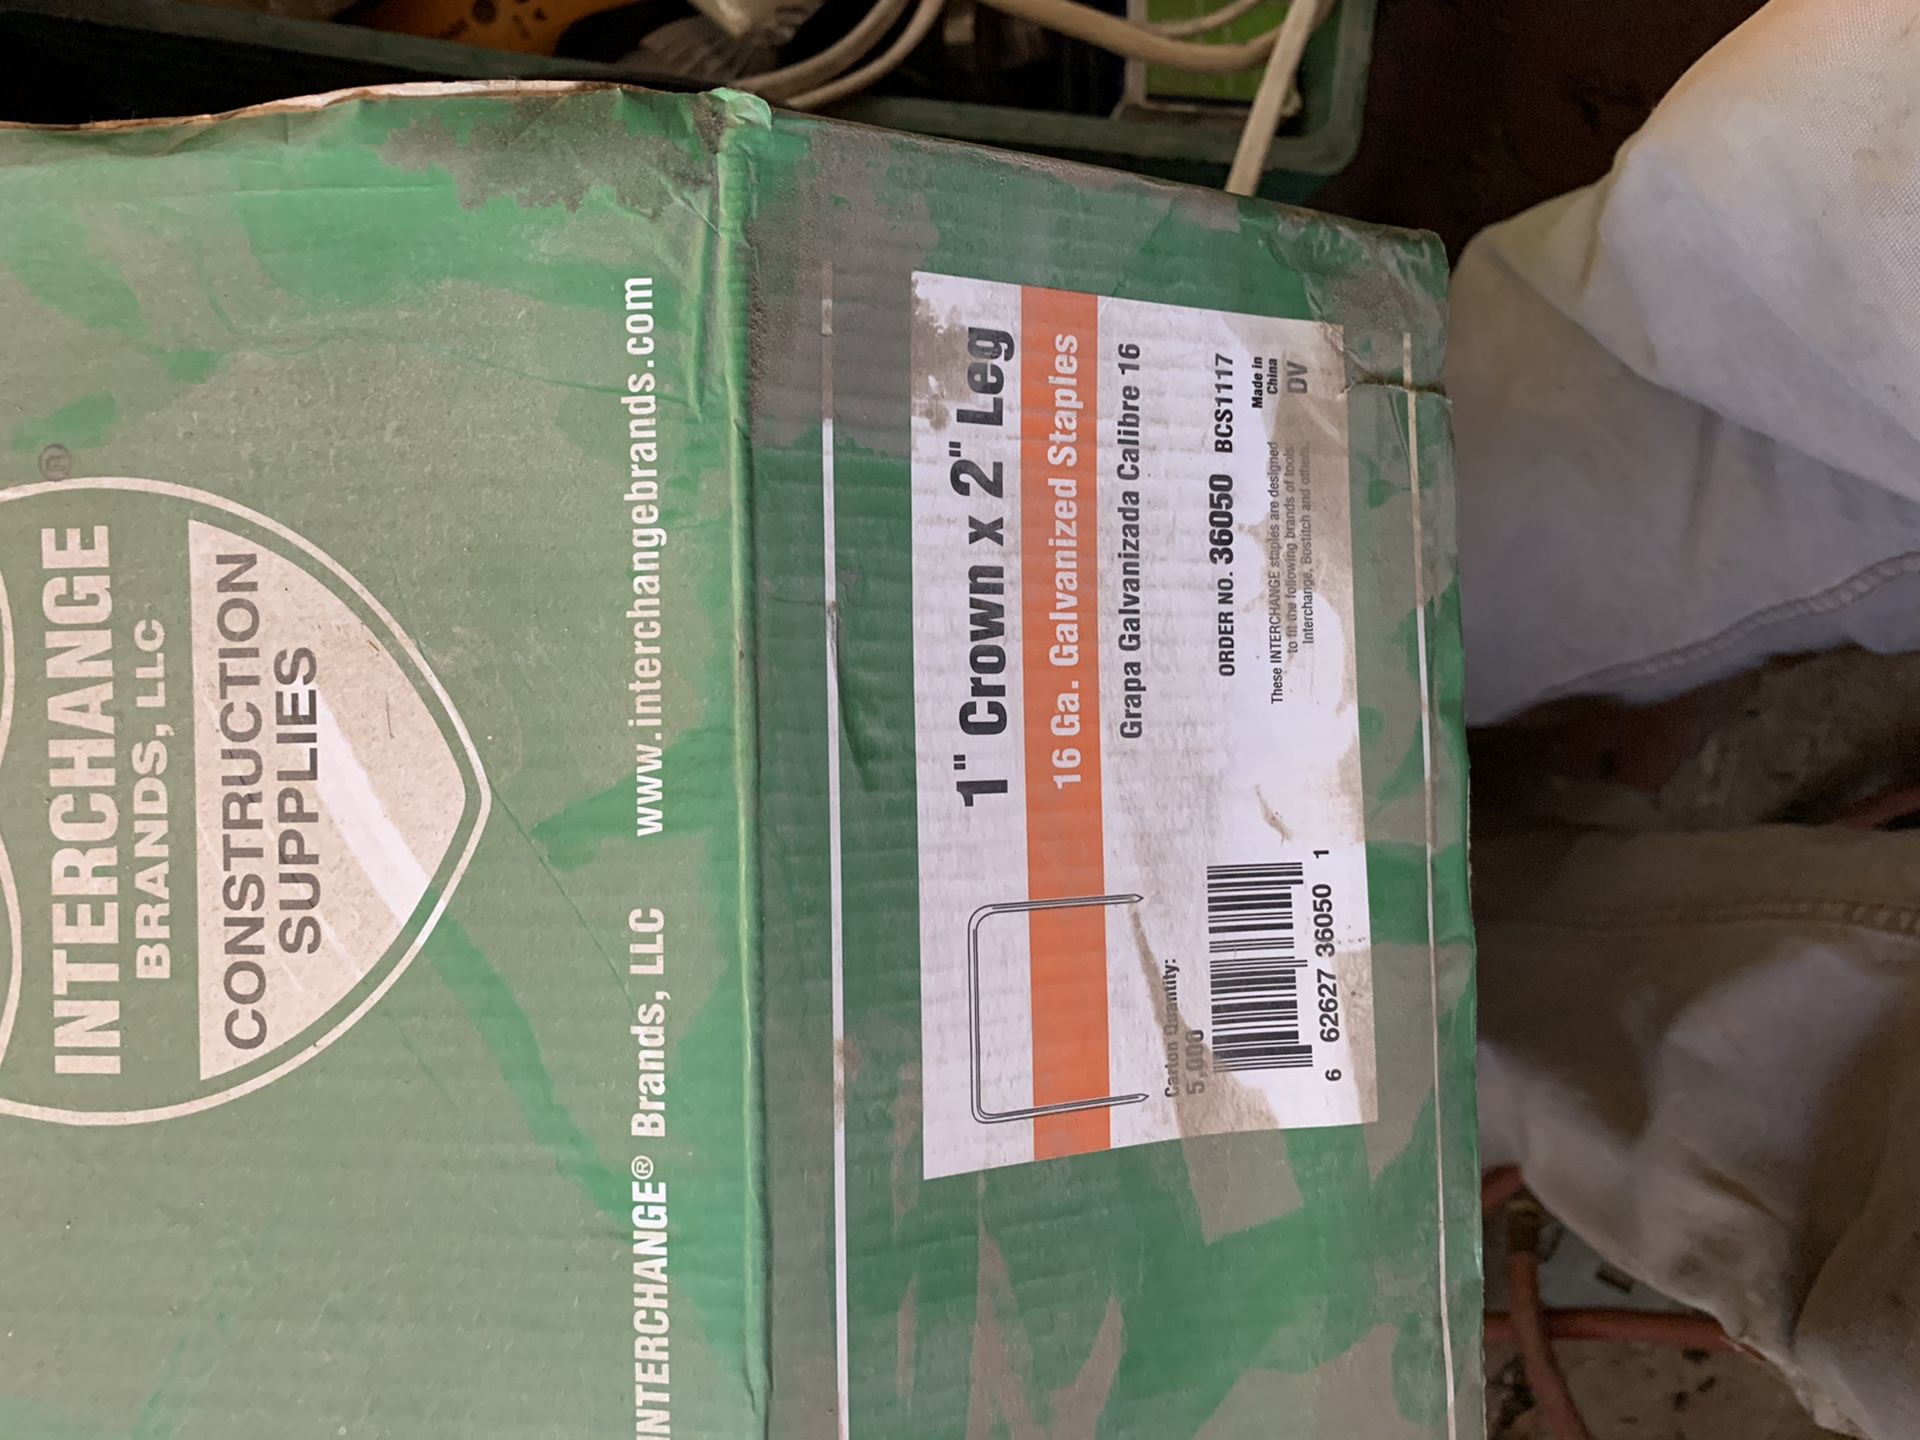 INTERCHANGE®
BRANDS, LLC
CONSTRUCTION
SUPPLIES
INTERCHANGE® Brands, LLC www.interchangebrands.com
1" Crown x 2" Leg
16 Ga. Galvanized Staples
Grapa Galvanizada Calibre 16
Carton Quantity:
5,000
ORDER NO. 36050 BCS1117
These INTERCHANGE staples are designed
to fit the following brands of tools:
Interchange, Bostitch and others.
Made in
China
DV
6 62627 36050 1